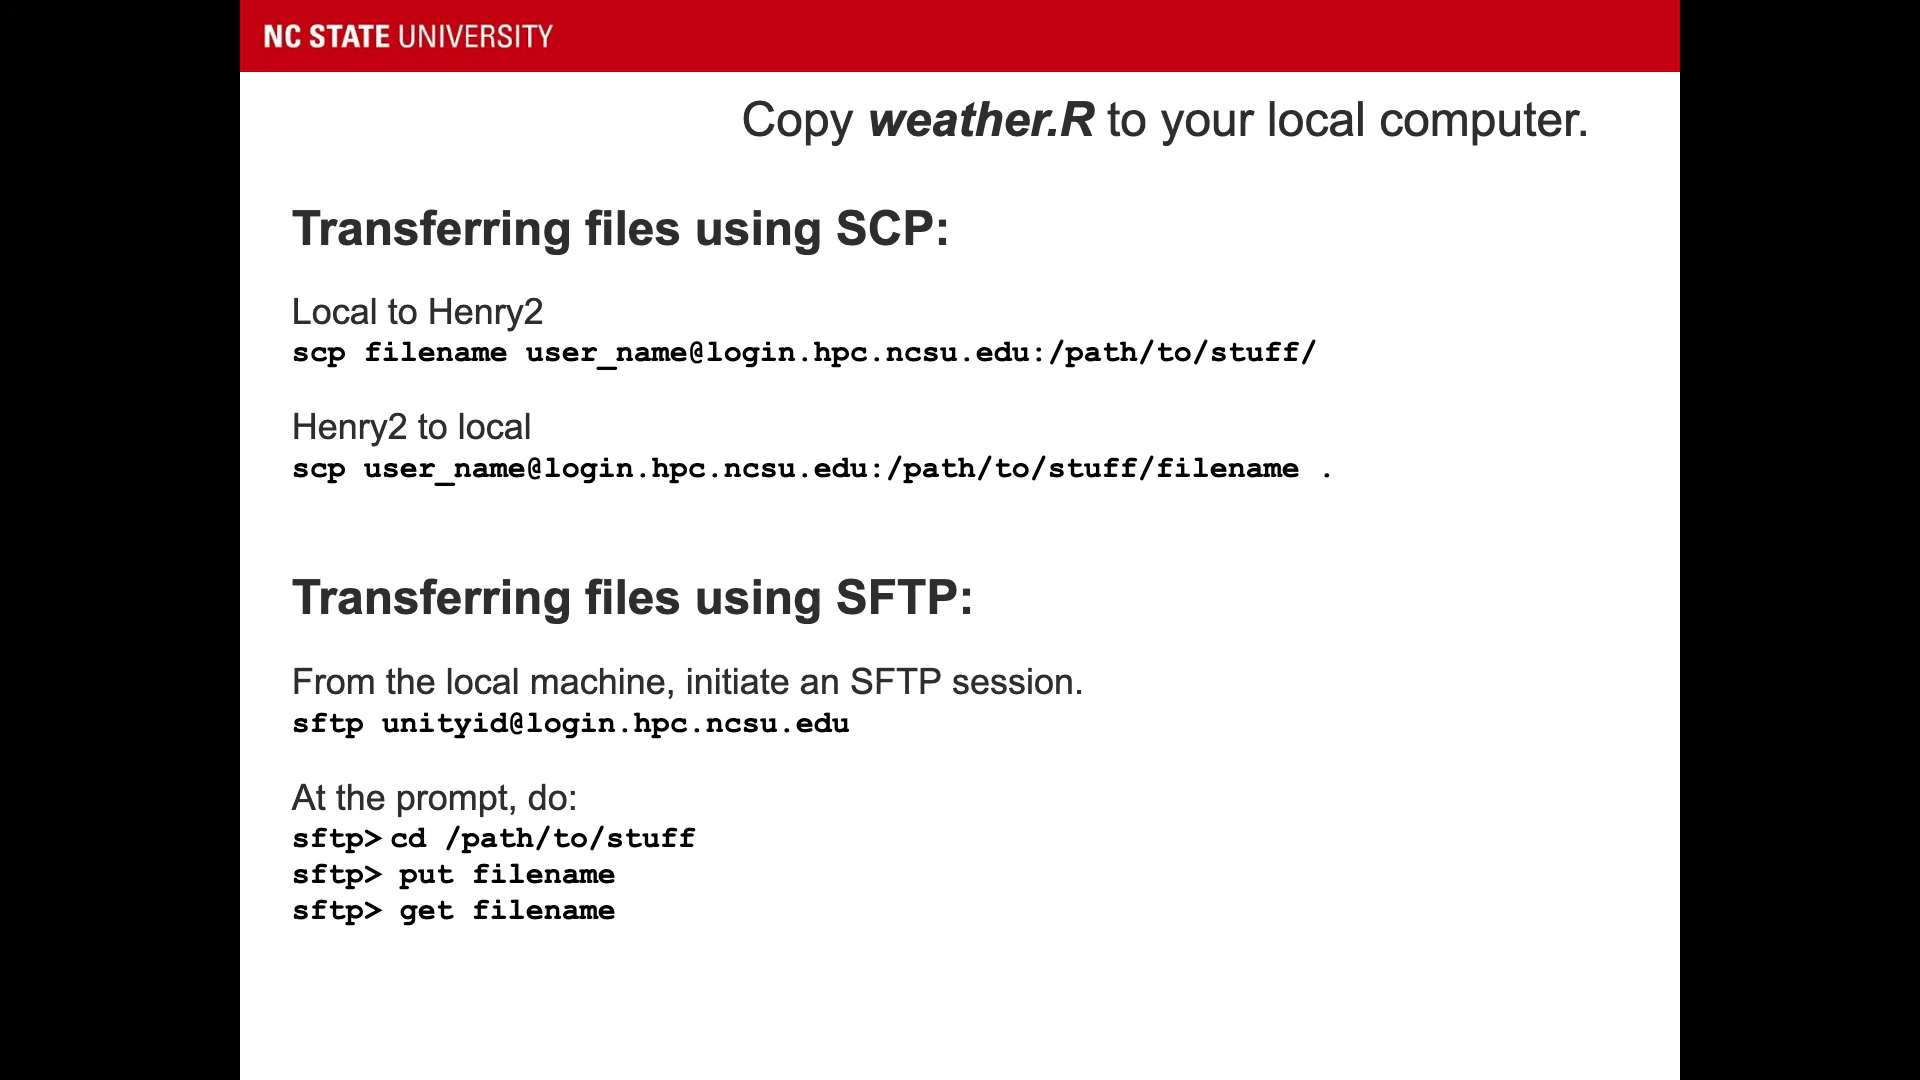 NC STATE UNIVERSITY
Copy weather.R to your local computer.
Transferring files using SCP:
Local to Henry2
scp filename user_name@login.hpc.ncsu.edu:/path/to/stuff/
Henry2 to local
scp user_name@login.hpc.ncsu.edu:/path/to/stuff/filename .
Transferring files using SFTP:
From the local machine, initiate an SFTP session.
sftp unityid@login.hpc.ncsu.edu
At the prompt, do:
sftp> cd /path/to/stuff
sftp> put filename
sftp> get filename